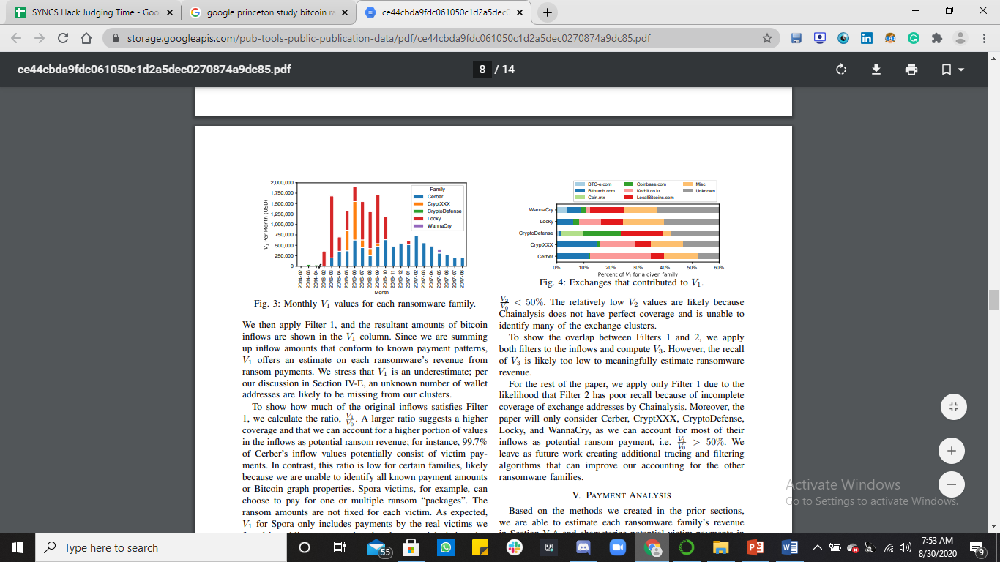 SYNCS Hack Judging Time - Goo
google princeton study bitcoin ra
ce44cbda9fdc061050c1d2a5dec0
storage.googleapis.com/pub-tools-public-publication-data/pdf/ce44cbda9fdc061050c1d2a5dec0270874a9dc85.pdf
ce44cbda9fdc061050c1d2a5dec0270874a9dc85.pdf
8 / 14
2,000,000
1,750,000
1,500,000
1,250,000
1,000,000
750,000
500,000
250,000
0
V₁ Per Month (USD)
Family
Cerber
CryptXXX
CryptoDefense
Locky
WannaCry
2014-02
2014-03
2014-04
2016-02
2016-03
2016-04
2016-05
2016-06
2016-07
2016-08
2016-09
2016-10
2016-11
2016-12
2017-01
2017-02
2017-03
2017-04
2017-05
2017-06
2017-07
2017-08
Month
Fig. 3: Monthly V₁ values for each ransomware family.
We then apply Filter 1, and the resultant amounts of bitcoin
inflows are shown in the V₁ column. Since we are summing
up inflow amounts that conform to known payment patterns,
V₁ offers an estimate on each ransomware's revenue from
ransom payments. We stress that V₁ is an underestimate; per
our discussion in Section IV-E, an unknown number of wallet
addresses are likely to be missing from our clusters.
To show how much of the original inflows satisfies Filter
1, we calculate the ratio, V₁/V₀. A larger ratio suggests a higher
coverage and that we can account for a higher portion of values
in the inflows as potential ransom revenue; for instance, 99.7%
of Cerber's inflow values potentially consist of victim pay-
ments. In contrast, this ratio is low for certain families, likely
because we are unable to identify all known payment amounts
or Bitcoin graph properties. Spora victims, for example, can
choose to pay for one or multiple ransom “packages”. The
ransom amounts are not fixed for each victim. As expected,
V₁ for Spora only includes payments by the real victims we
BTC-e.com
Bithumb.com
Coin.mx
Coinbase.com
Korbit.co.kr
LocalBitcoins.com
Misc
Unknown
WannaCry
Locky
CryptoDefense
CryptXXX
Cerber
0% 10% 20% 30% 40% 50% 60%
Percent of V₁ for a given family
Fig. 4: Exchanges that contributed to V₁.
V₂/V₀ < 50%. The relatively low V₂ values are likely because
Chainalysis does not have perfect coverage and is unable to
identify many of the exchange clusters.
To show the overlap between Filters 1 and 2, we apply
both filters to the inflows and compute V₃. However, the recall
of V₃ is likely too low to meaningfully estimate ransomware
revenue.
For the rest of the paper, we apply only Filter 1 due to the
likelihood that Filter 2 has poor recall because of incomplete
coverage of exchange addresses by Chainalysis. Moreover, the
paper will only consider Cerber, CryptXXX, CryptoDefense,
Locky, and WannaCry, as we can account for most of their
inflows as potential ransom payment, i.e. V₁/V₀ > 50%. We
leave as future work creating additional tracing and filtering
algorithms that can improve our accounting for the other
ransomware families.
V. PAYMENT ANALYSIS
Based on the methods we created in the prior sections,
we are able to estimate each ransomware family's revenue
Activate Windows
Go to Settings to activate Windows.
Type here to search
55
7:53 AM
8/30/2020
9